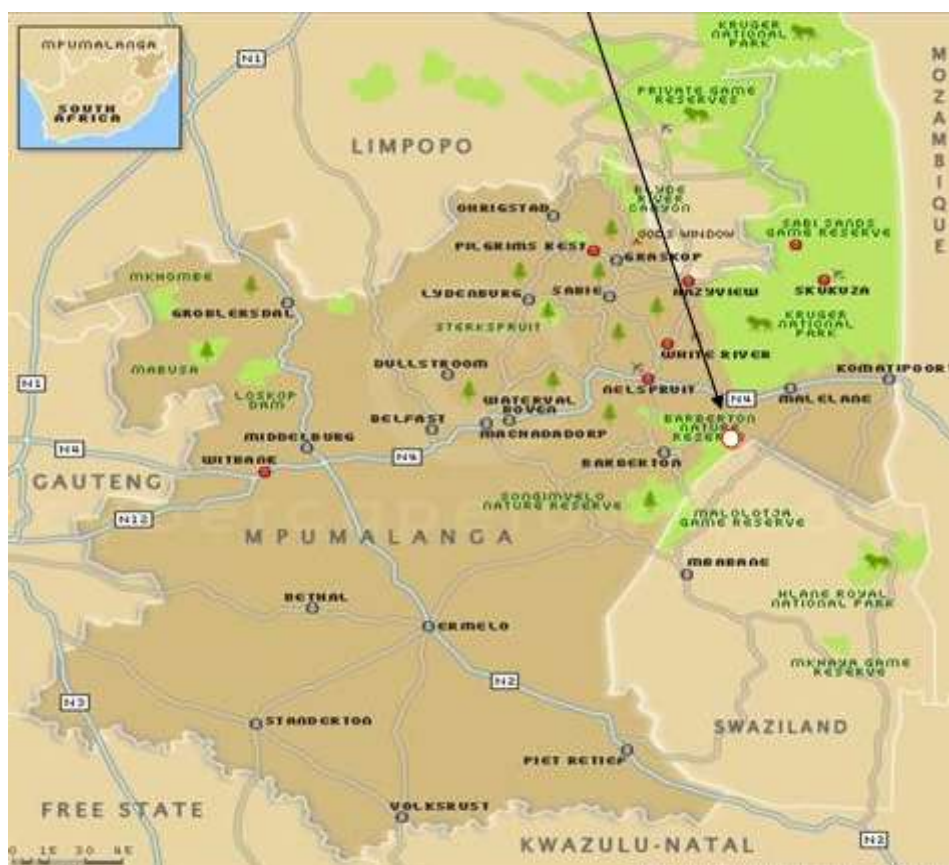 MPUMALANGA
SOUTH
AFRICA
N1
KRUGER
NATIONAL
PARK
MOZAMBIQUE
PRIVATE GAME
RESERVES
LIMPOPO
BLYDE
RIVER
CANYON
OHRIGSTAD
GODS WINDOW
SABI SANDS
GAME RESERVE
PILGRIMS REST
GRASKOP
MKHOMBE
GROBLERSDAL
LYDENBURG
SABIE
HAZYVIEW
SKUKUZA
STERKSPRUIT
KRUGER
NATIONAL
PARK
WHITE RIVER
MABUSA
DULLSTROOM
KOMATIPOORT
N1
LOSKOP
DAM
NELSPRUIT
N4
MALELANE
WATERVAL
BOVEN
BELFAST
MACHADADORP
BARBERTON
NATURE
RESERVE
MIDDELBURG
WITBANK
N4
BARBERTON
GAUTENG
SONGIMVELO
NATURE RESERVE
MALOLOTJA
GAME RESERVE
N12
MPUMALANGA
MBABANE
HLANE ROYAL
NATIONAL PARK
BETHAL
ERMELO
MKHAYA GAME
RESERVE
N3
N2
STANDERTON
SWAZILAND
PIET RETIEF
FREE STATE
VOLKSRUST
KWAZULU-NATAL
N2